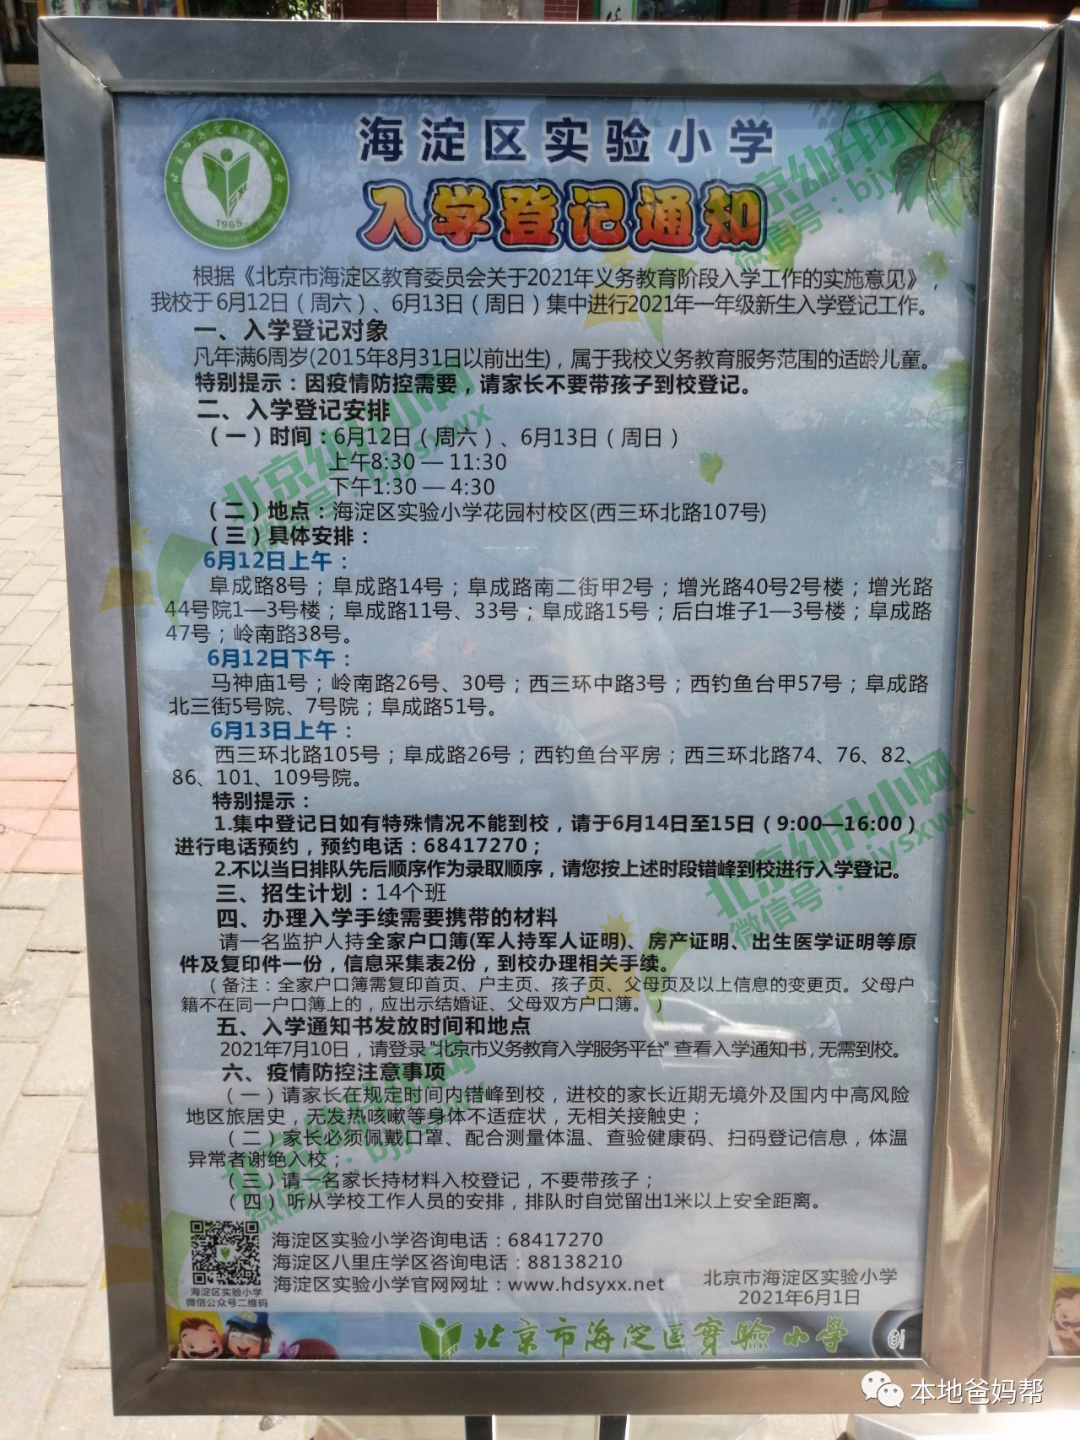 海淀区实验小学
入学登记通知
1965
根据《北京市海淀区教育委员会关于2021年义务教育阶段入学工作的实施意见》，
我校于6月12日（周六）、6月13日（周日）集中进行2021年一年级新生入学登记工作。
一、入学登记对象
凡年满6周岁(2015年8月31日以前出生)，属于我校义务教育服务范围的适龄儿童。
特别提示：因疫情防控需要，请家长不要带孩子到校登记。
二、入学登记安排
（一）时间：6月12日（周六）、6月13日（周日）
上午8:30 — 11:30
下午1:30 — 4:30
（二）地点：海淀区实验小学花园村校区(西三环北路107号)
（三）具体安排：
6月12日上午：
阜成路8号；阜成路14号；阜成路南二街甲2号；增光路40号2号楼；增光路
44号院1—3号楼；阜成路11号、33号；阜成路15号；后白堆子1—3号楼；阜成路
47号；岭南路38号。
6月12日下午：
马神庙1号；岭南路26号、30号；西三环中路3号；西钓鱼台甲57号；阜成路
北三街5号院、7号院；阜成路51号。
6月13日上午：
西三环北路105号；阜成路26号；西钓鱼台平房；西三环北路74、76、82、
86、101、109号院。
特别提示：
1.集中登记日如有特殊情况不能到校，请于6月14日至15日（9:00—16:00）
进行电话预约，预约电话：68417270；
2.不以当日排队先后顺序作为录取顺序，请您按上述时段错峰到校进行入学登记。
三、招生计划：14个班
四、办理入学手续需要携带的材料
请一名监护人持全家户口簿(军人持军人证明)、房产证明、出生医学证明等原
件及复印件一份，信息采集表2份，到校办理相关手续。
（备注：全家户口簿需复印首页、户主页、孩子页、父母页及以上信息的变更页。父母户
籍不在同一户口簿上的，应出示结婚证、父母双方户口簿。）
五、入学通知书发放时间和地点
2021年7月10日，请登录"北京市义务教育入学服务平台"查看入学通知书，无需到校。
六、疫情防控注意事项
（一）请家长在规定时间内错峰到校，进校的家长近期无境外及国内中高风险
地区旅居史，无发热咳嗽等身体不适症状，无相关接触史；
（二）家长必须佩戴口罩、配合测量体温、查验健康码、扫码登记信息，体温
异常者谢绝入校；
（三）请一名家长持材料入校登记，不要带孩子；
（四）听从学校工作人员的安排，排队时自觉留出1米以上安全距离。
海淀区实验小学咨询电话：68417270
海淀区八里庄学区咨询电话：88138210
海淀区实验小学官网网址：www.hdsyxx.net
海淀区实验小学
微信公众号二维码
北京市海淀区实验小学
2021年6月1日
北京市海淀区實驗小學
北京幼升小网
微信号：bjysxwx
北京幼升小网
微信号：bjysxwx
北京幼升小网
微信号：bjysxwx
本地爸妈帮